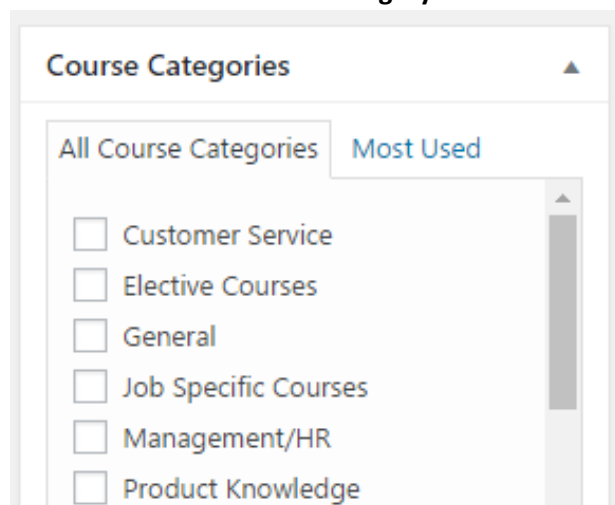 Course Categories
All Course Categories Most Used
Customer Service
Elective Courses
General
Job Specific Courses
Management/HR
Product Knowledge